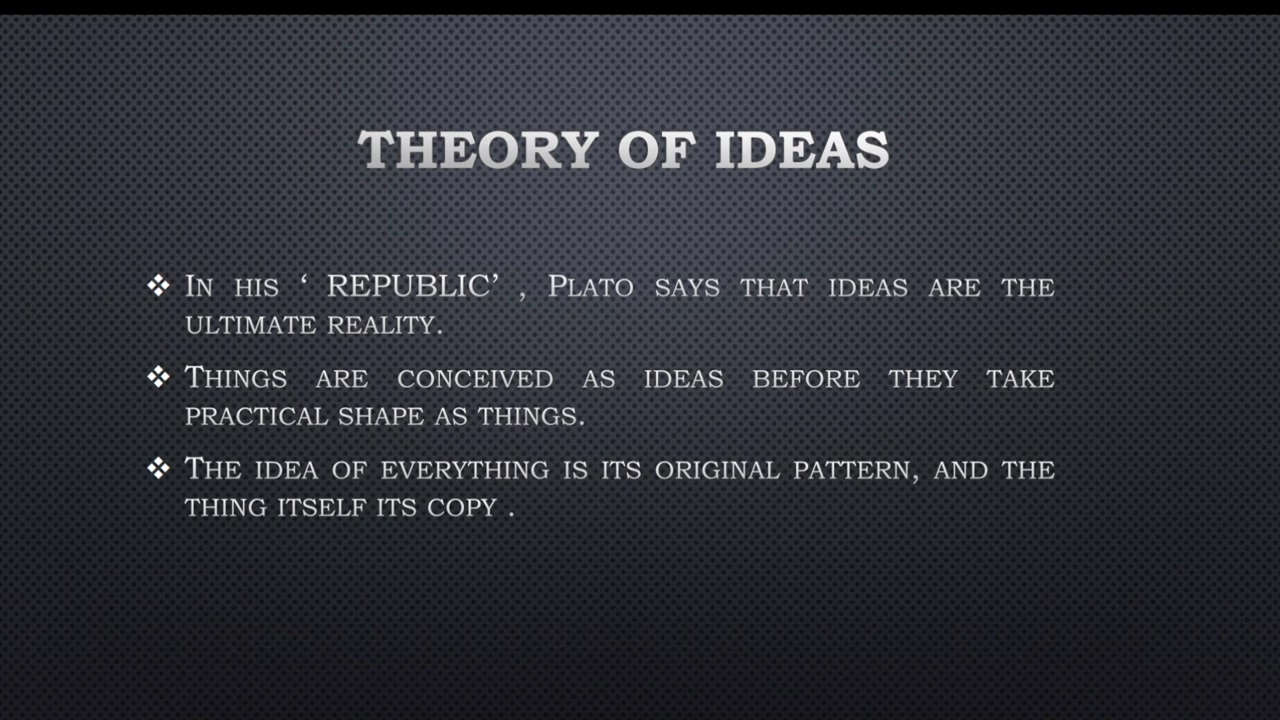 THEORY OF IDEAS
❖ In his ‘ REPUBLIC’ , Plato says that ideas are the
ultimate reality.
❖ Things are conceived as ideas before they take
practical shape as things.
❖ The idea of everything is its original pattern, and the
thing itself its copy .